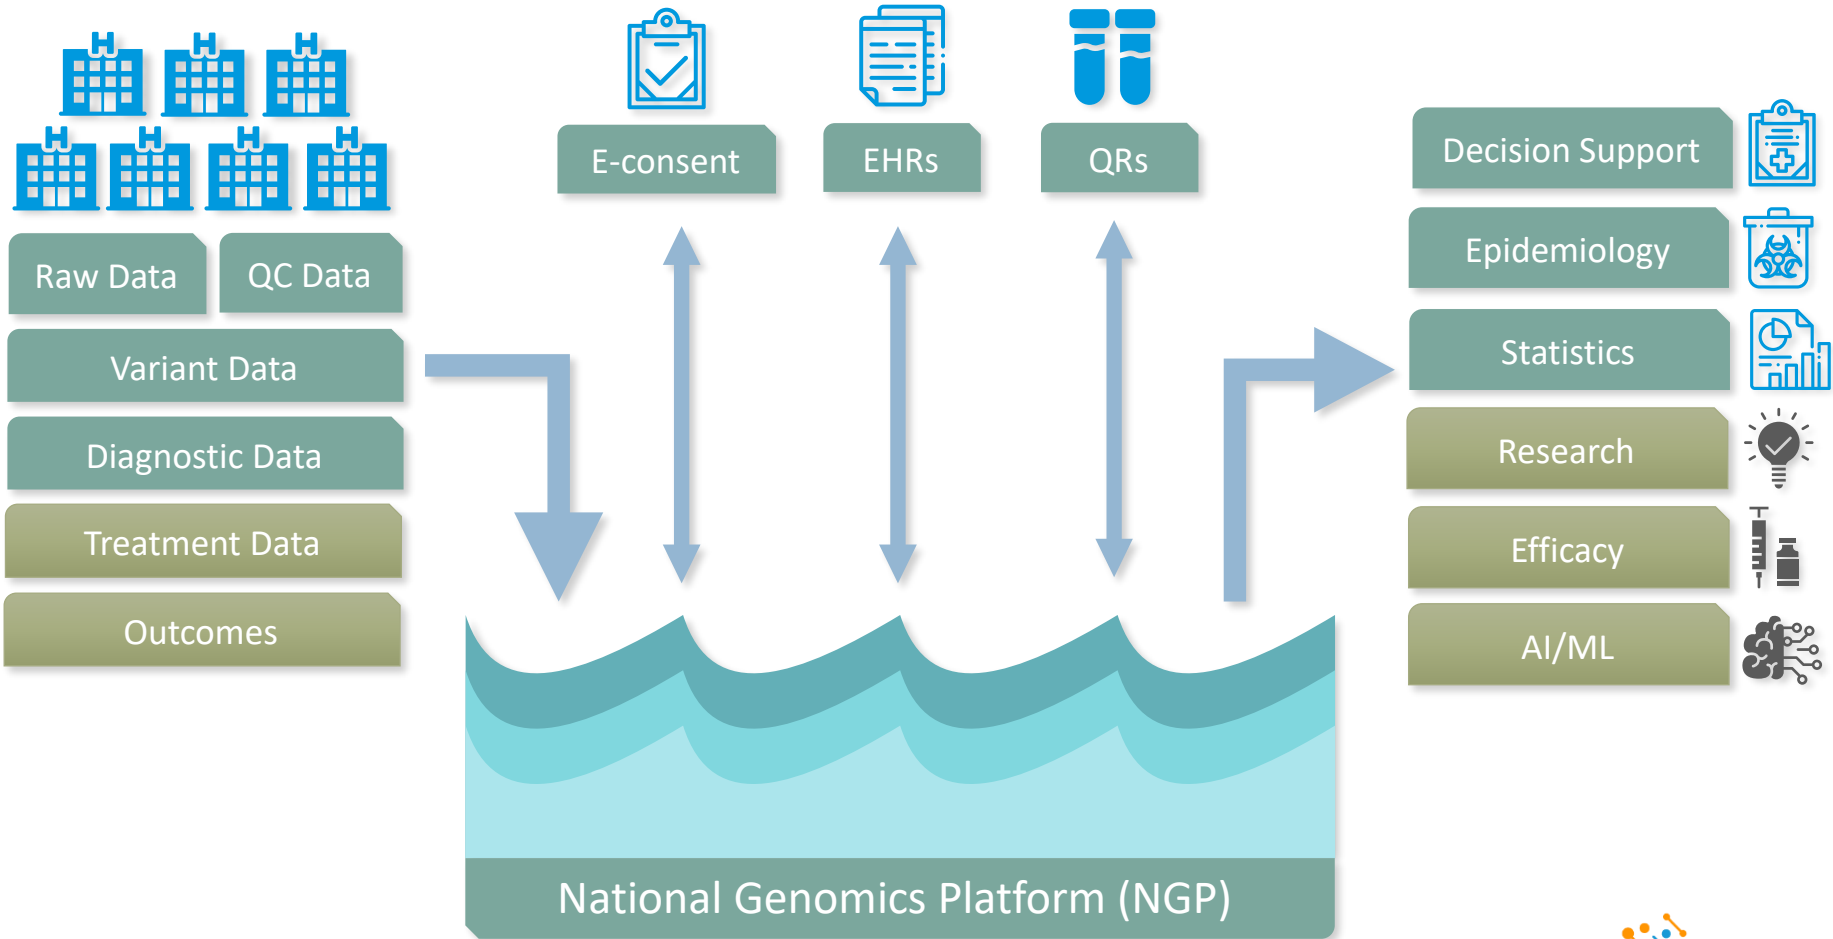 E-consent
EHRs
QRs
Raw Data
QC Data
Variant Data
Diagnostic Data
Treatment Data
Outcomes
Decision Support
Epidemiology
Statistics
Research
Efficacy
AI/ML
National Genomics Platform (NGP)